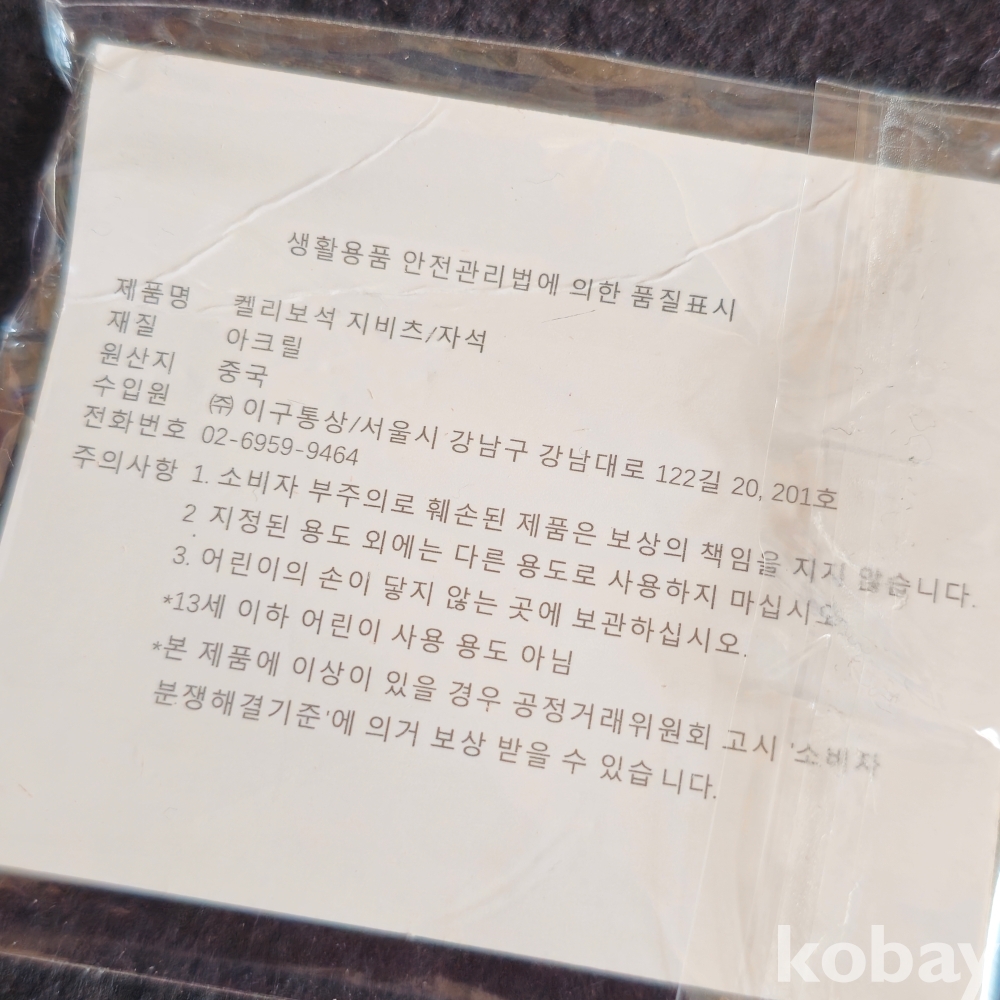 생활용품 안전관리법에 의한 품질표시
제품명 켈리보석 지비츠/자석
재질 아크릴
원산지 중국
수입원 ㈜ 이구통상/서울시 강남구 강남대로 122길 20, 201호
전화번호 02-6959-9464
주의사항 1. 소비자 부주의로 훼손된 제품은 보상의 책임을 지지 않습니다.
2. 지정된 용도 외에는 다른 용도로 사용하지 마십시오.
3. 어린이의 손이 닿지 않는 곳에 보관하십시오.
*13세 이하 어린이 사용 용도 아님
*본 제품에 이상이 있을 경우 공정거래위원회 고시 '소비자
분쟁해결기준'에 의거 보상 받을 수 있습니다.
kobay